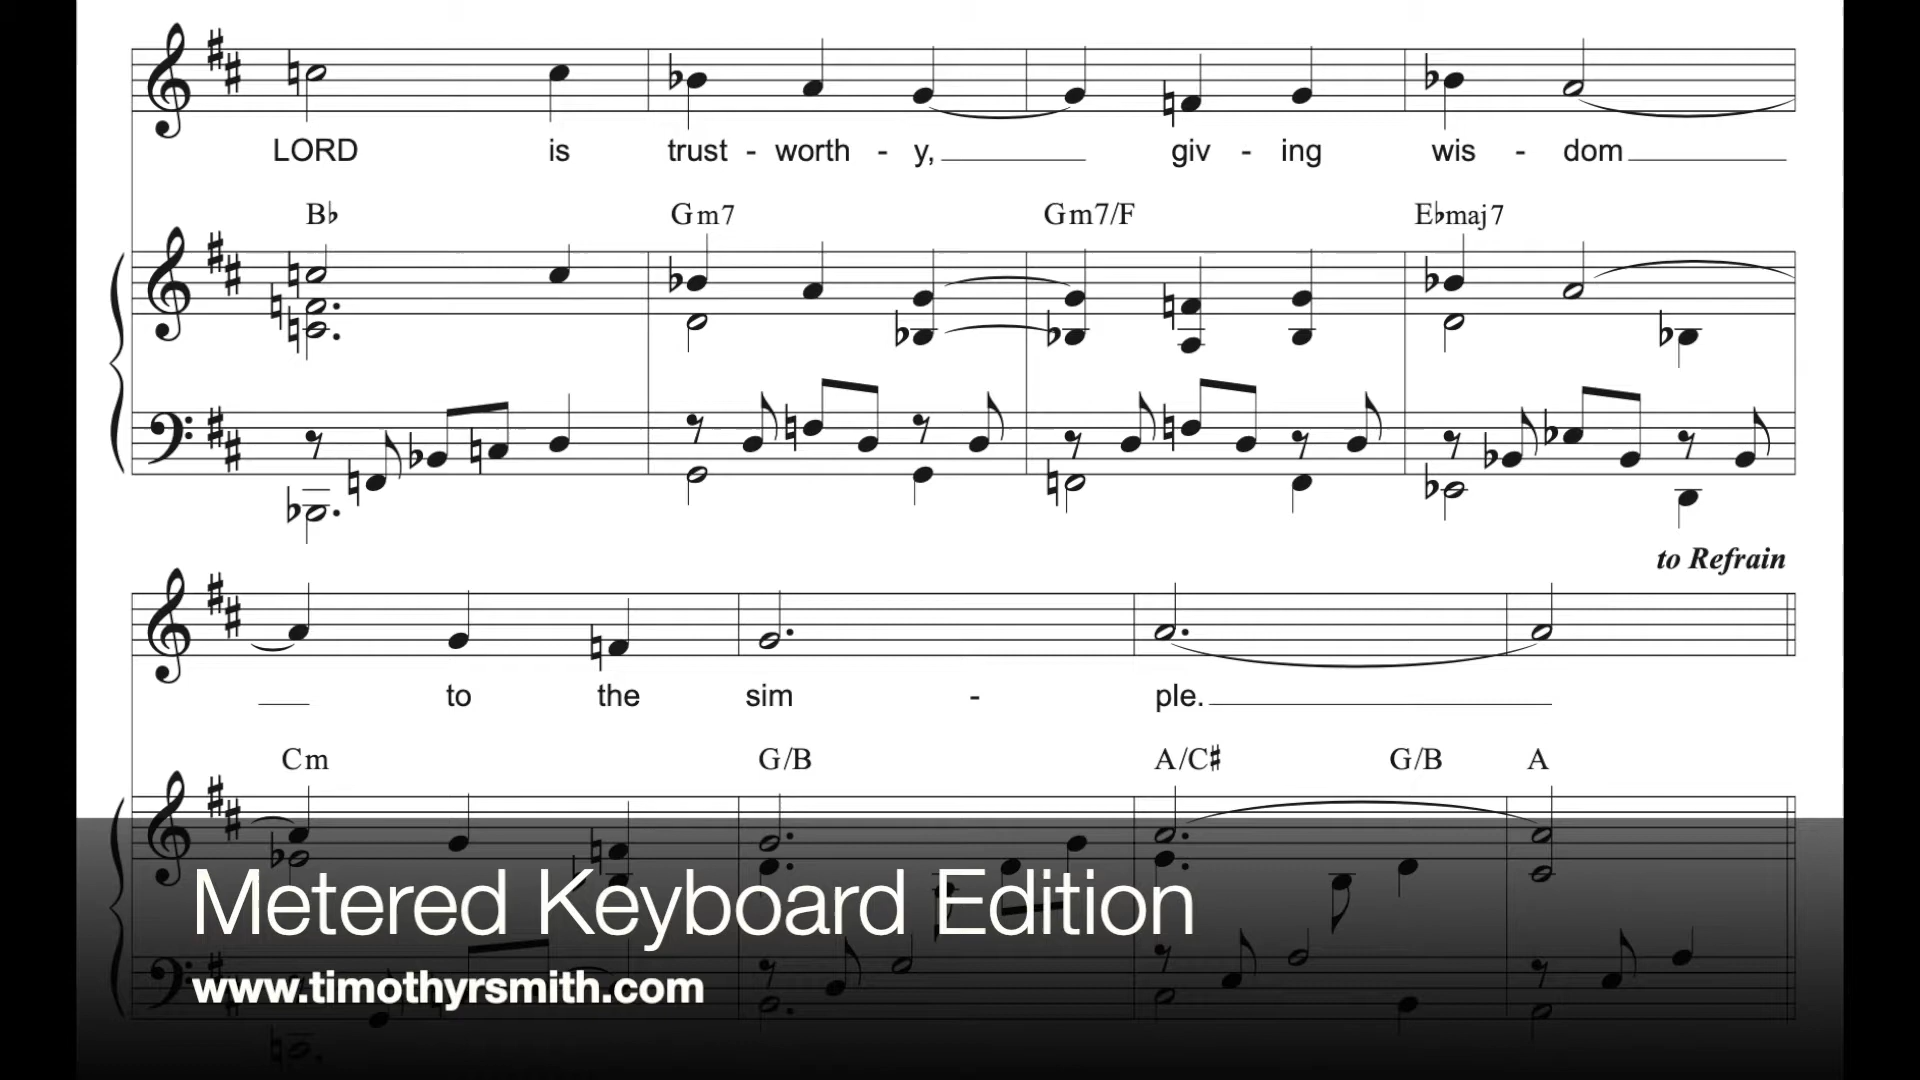 LORD is trust - worth - y, giv - ing wis - dom
B♭ Gm7 Gm7/F E♭maj7
to Refrain
to the sim - ple.
Cm G/B A/C♯ G/B A
Metered Keyboard Edition
www.timothyrsmith.com